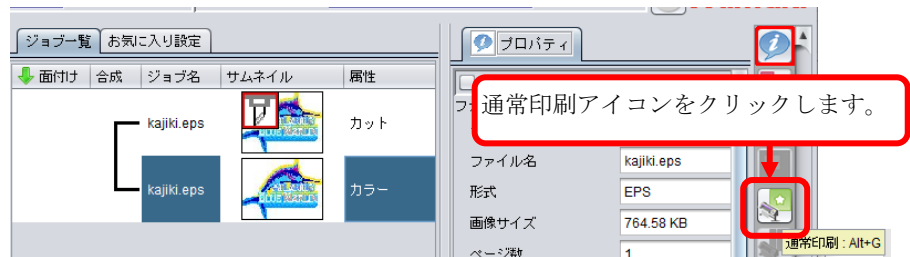 ジョブ一覧 お気に入り設定
面付け 合成 ジョブ名 サムネイル 属性
kajiki.eps カット
kajiki.eps カラー
プロパティ
通常印刷アイコンをクリックします。
ファイル名 kajiki.eps
形式 EPS
画像サイズ 764.58 KB
ページ数 1
通常印刷 : Alt+G